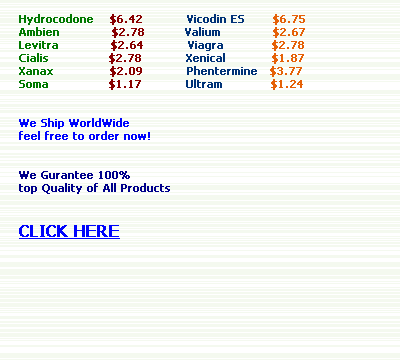 Hydrocodone $6.42 Vicodin ES $6.75
Ambien $2.78 Valium $2.67
Levitra $2.64 Viagra $2.78
Cialis $2.78 Xenical $1.87
Xanax $2.09 Phentermine $3.77
Soma $1.17 Ultram $1.24
We Ship WorldWide
feel free to order now!
We Gurantee 100%
top Quality of All Products
CLICK HERE